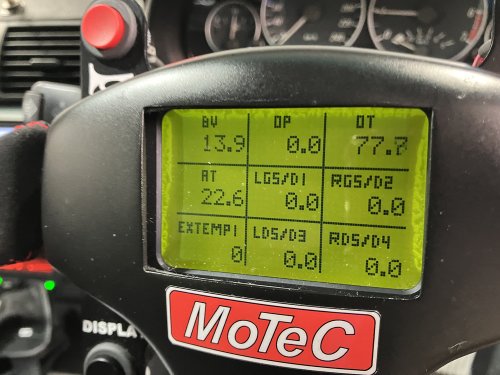 BV OP OT
13.9 0.0 77.7
AT LGS/D1 RGS/D2
22.6 0.0 0.0
EXTEMP1 LDS/D3 RDS/D4
0 0.0 0.0
MoTeC